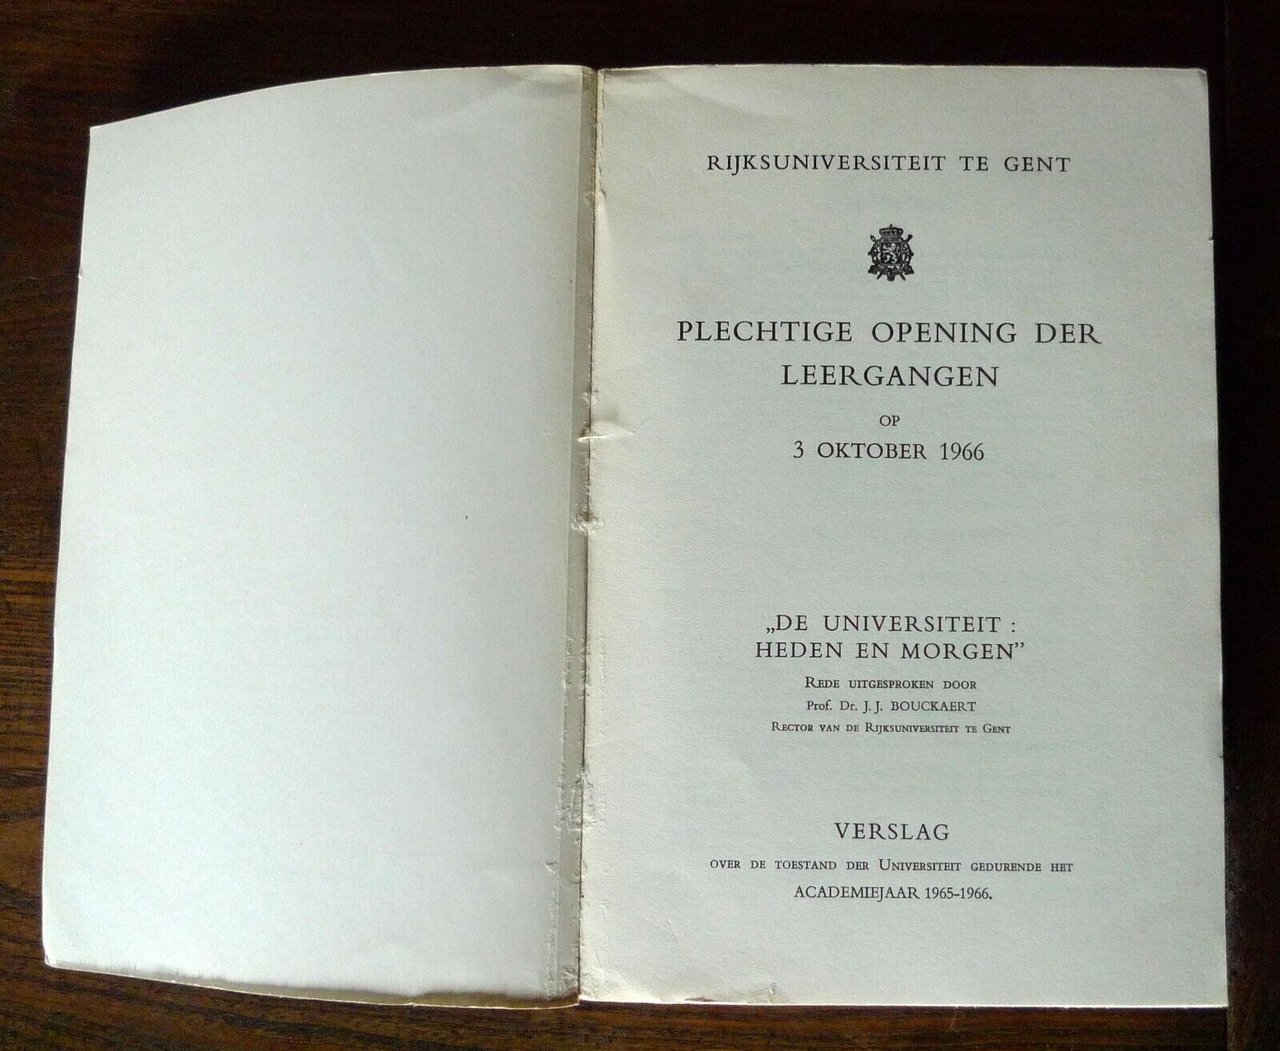 RIJKSUNIVERSITEIT TE GENT
PLECHTIGE OPENING DER
LEERGANGEN
OP
3 OKTOBER 1966
„DE UNIVERSITEIT :
HEDEN EN MORGEN”
REDE UITGESPROKEN DOOR
Prof. Dr. J. J. BOUCKAERT
RECTOR VAN DE RIJKSUNIVERSITEIT TE GENT
VERSLAG
OVER DE TOESTAND DER UNIVERSITEIT GEDURENDE HET
ACADEMIEJAAR 1965-1966.